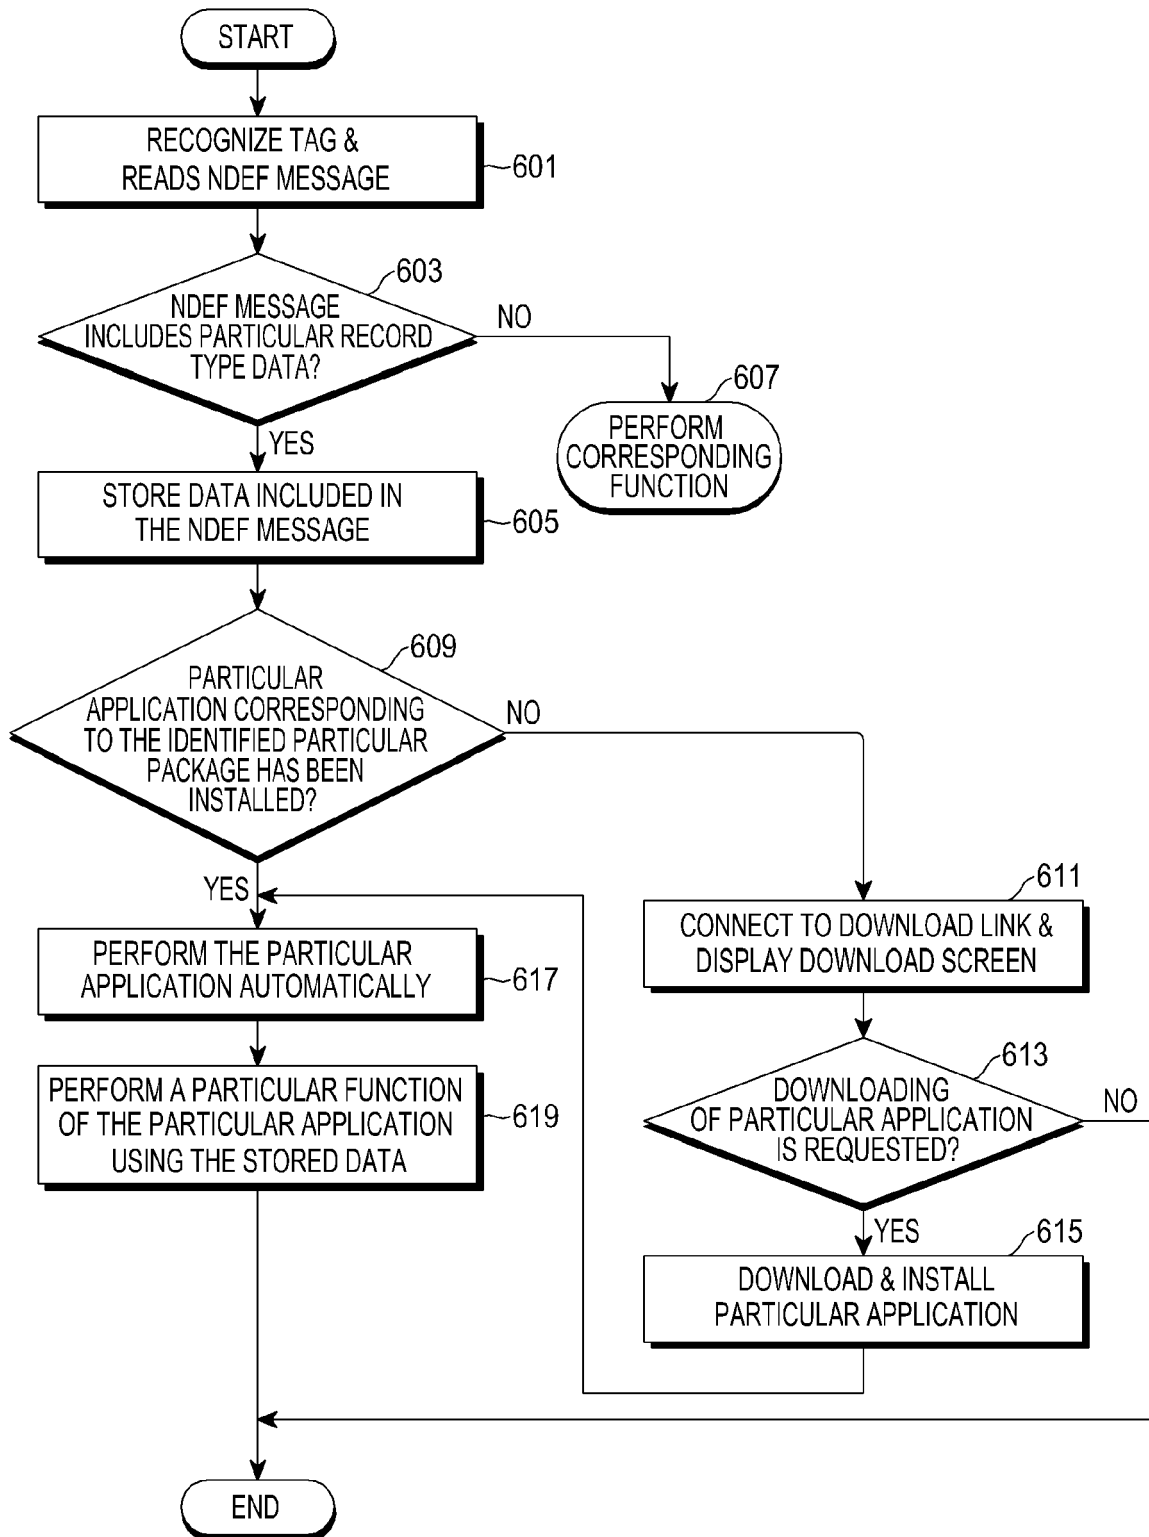 START
RECOGNIZE TAG &
READS NDEF MESSAGE
601
603
NDEF MESSAGE
INCLUDES PARTICULAR RECORD
TYPE DATA?
NO
607
PERFORM
CORRESPONDING
FUNCTION
YES
STORE DATA INCLUDED IN
THE NDEF MESSAGE
605
609
PARTICULAR
APPLICATION CORRESPONDING
TO THE IDENTIFIED PARTICULAR
PACKAGE HAS BEEN
INSTALLED?
NO
YES
611
CONNECT TO DOWNLOAD LINK &
DISPLAY DOWNLOAD SCREEN
PERFORM THE PARTICULAR
APPLICATION AUTOMATICALLY
617
613
DOWNLOADING
OF PARTICULAR APPLICATION
IS REQUESTED?
NO
PERFORM A PARTICULAR FUNCTION
OF THE PARTICULAR APPLICATION
USING THE STORED DATA
619
YES
615
DOWNLOAD & INSTALL
PARTICULAR APPLICATION
END